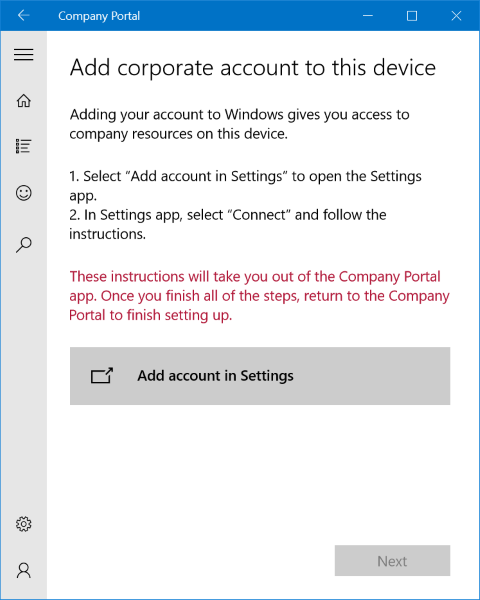 Company Portal
Add corporate account to this device
Adding your account to Windows gives you access to
company resources on this device.
1. Select “Add account in Settings” to open the Settings
app.
2. In Settings app, select “Connect” and follow the
instructions.
These instructions will take you out of the Company Portal
app. Once you finish all of the steps, return to the Company
Portal to finish setting up.
Add account in Settings
Next